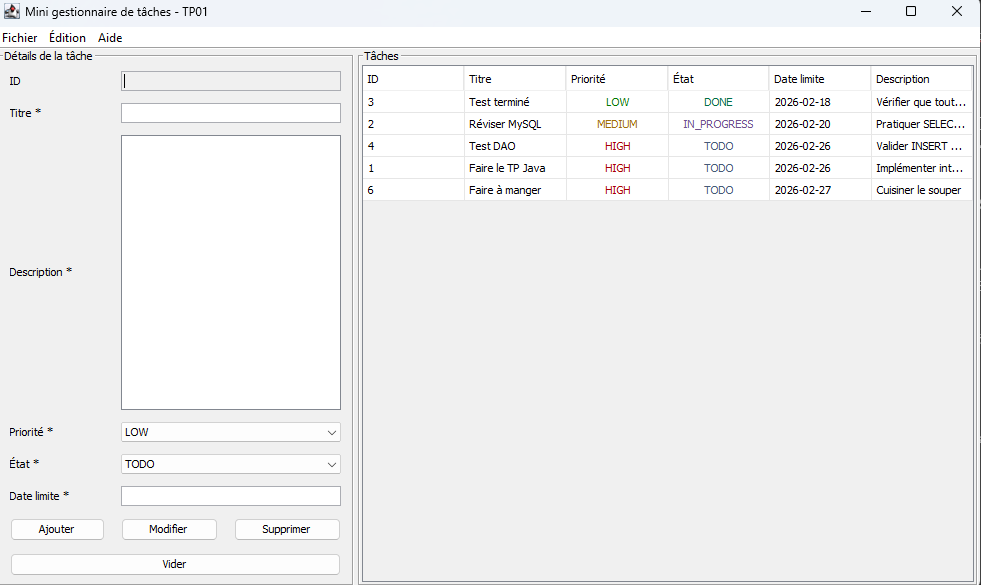 Mini gestionnaire de tâches - TP01
Fichier Édition Aide
Détails de la tâche
ID
Titre *
Description *
Priorité * LOW
État * TODO
Date limite *
Ajouter Modifier Supprimer
Vider
Tâches
ID Titre Priorité État Date limite Description
3 Test terminé LOW DONE 2026-02-18 Vérifier que tout...
2 Réviser MySQL MEDIUM IN_PROGRESS 2026-02-20 Pratiquer SELEC...
4 Test DAO HIGH TODO 2026-02-26 Valider INSERT ...
1 Faire le TP Java HIGH TODO 2026-02-26 Implémenter int...
6 Faire à manger HIGH TODO 2026-02-27 Cuisiner le souper